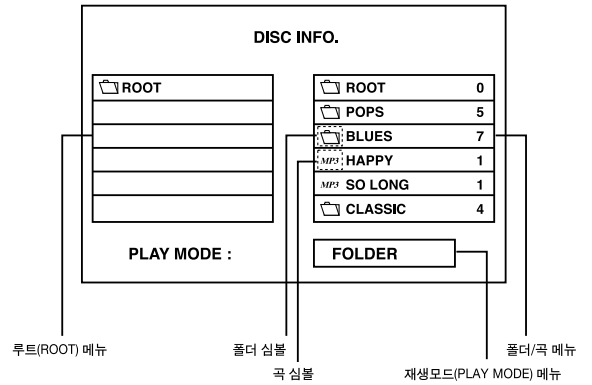 DISC INFO.
ROOT
ROOT 0
POPS 5
BLUES 7
MP3 HAPPY 1
MP3 SO LONG 1
CLASSIC 4
PLAY MODE :
FOLDER
루트(ROOT) 메뉴
폴더 심볼
폴더/곡 메뉴
곡 심볼
재생모드(PLAY MODE) 메뉴